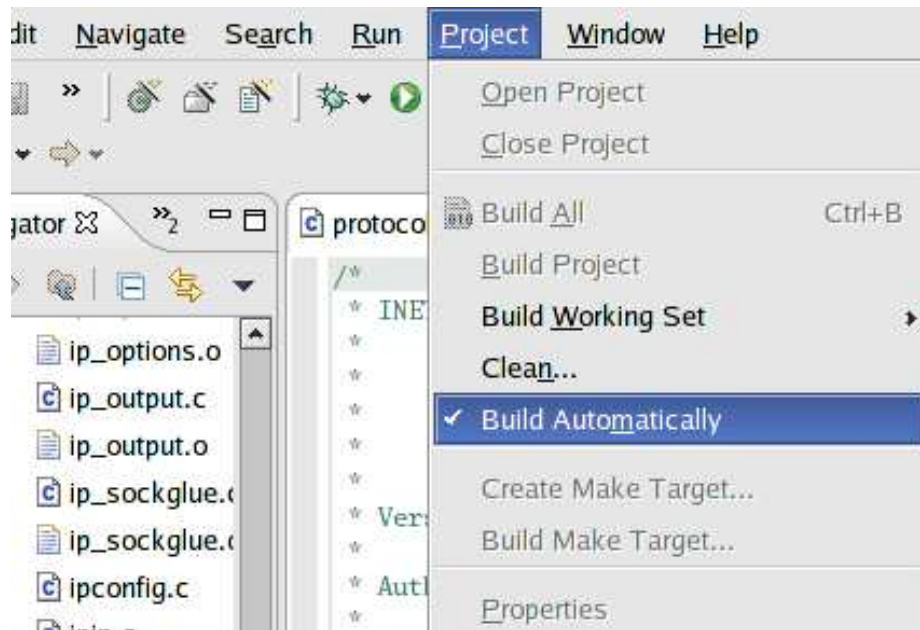 dit Navigate Search Run Project Window Help
Open Project
Close Project
Build All Ctrl+B
Build Project
Build Working Set
Clean...
Build Automatically
Create Make Target...
Build Make Target...
Properties
gator
2
protoco
/*
* INE
*
*
*
*
*
* Vers
*
* Auth
*
ip_options.o
ip_output.c
ip_output.o
ip_sockglue.c
ip_sockglue.
ipconfig.c